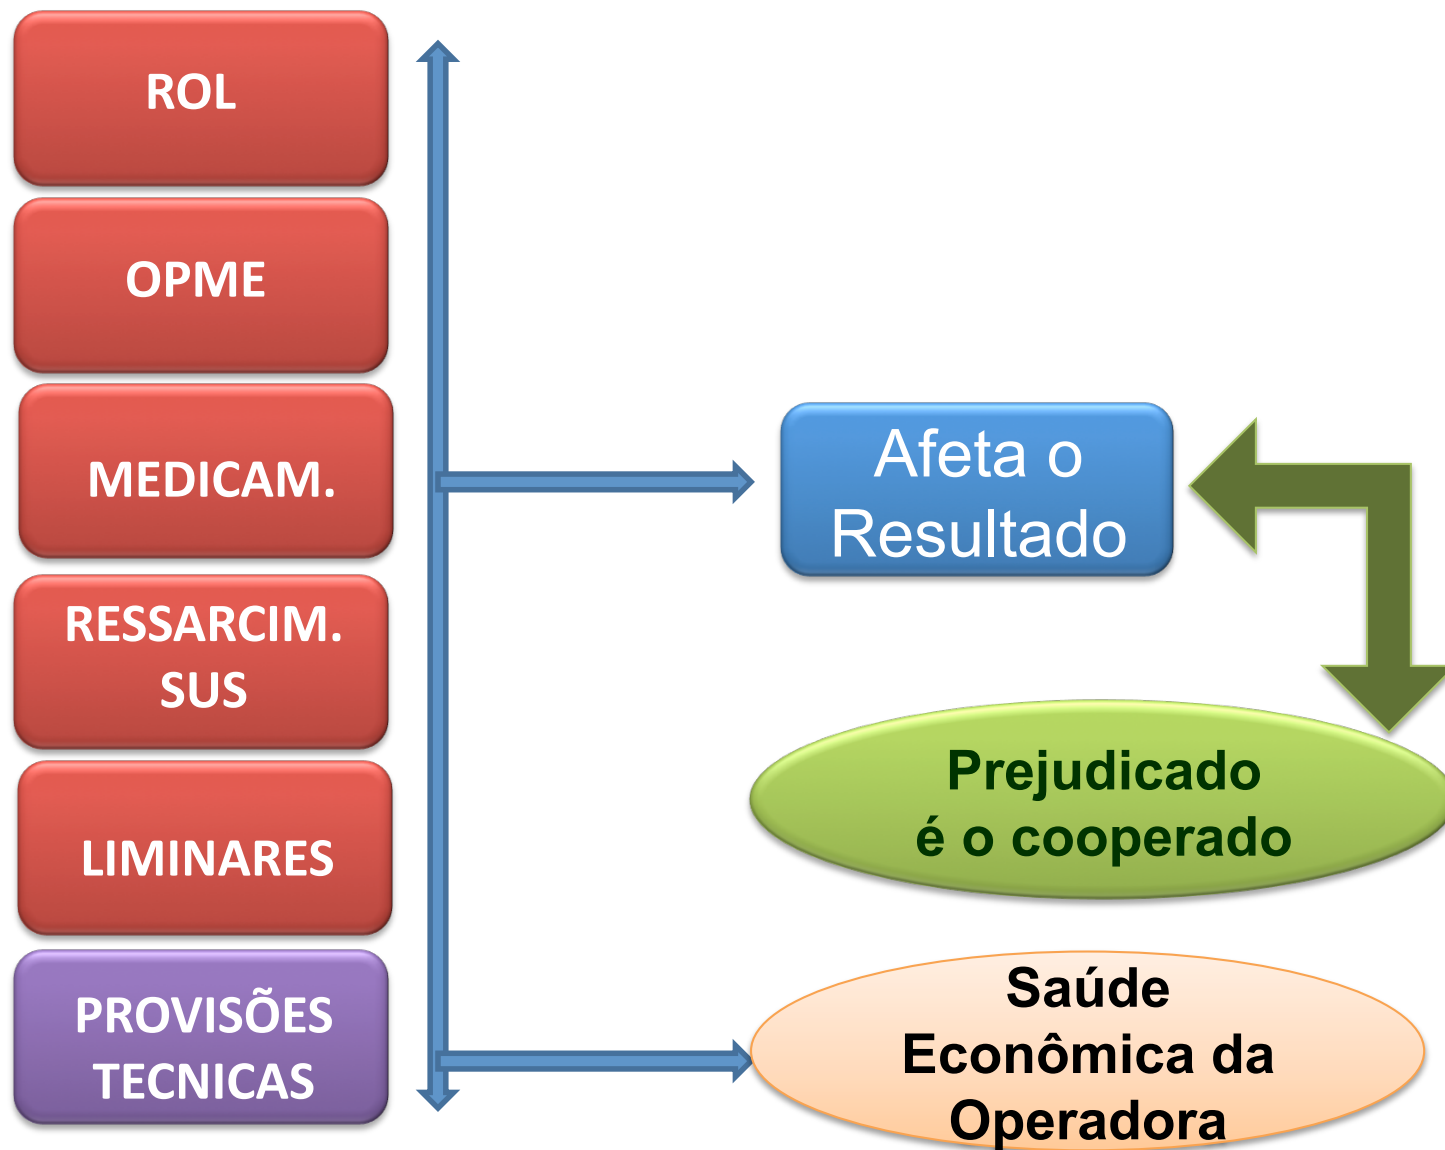 ROL
OPME
MEDICAM.
RESSARCIM.
SUS
LIMINARES
PROVISÕES
TECNICAS
Afeta o
Resultado
Prejudicado
é o cooperado
Saúde
Econômica da
Operadora